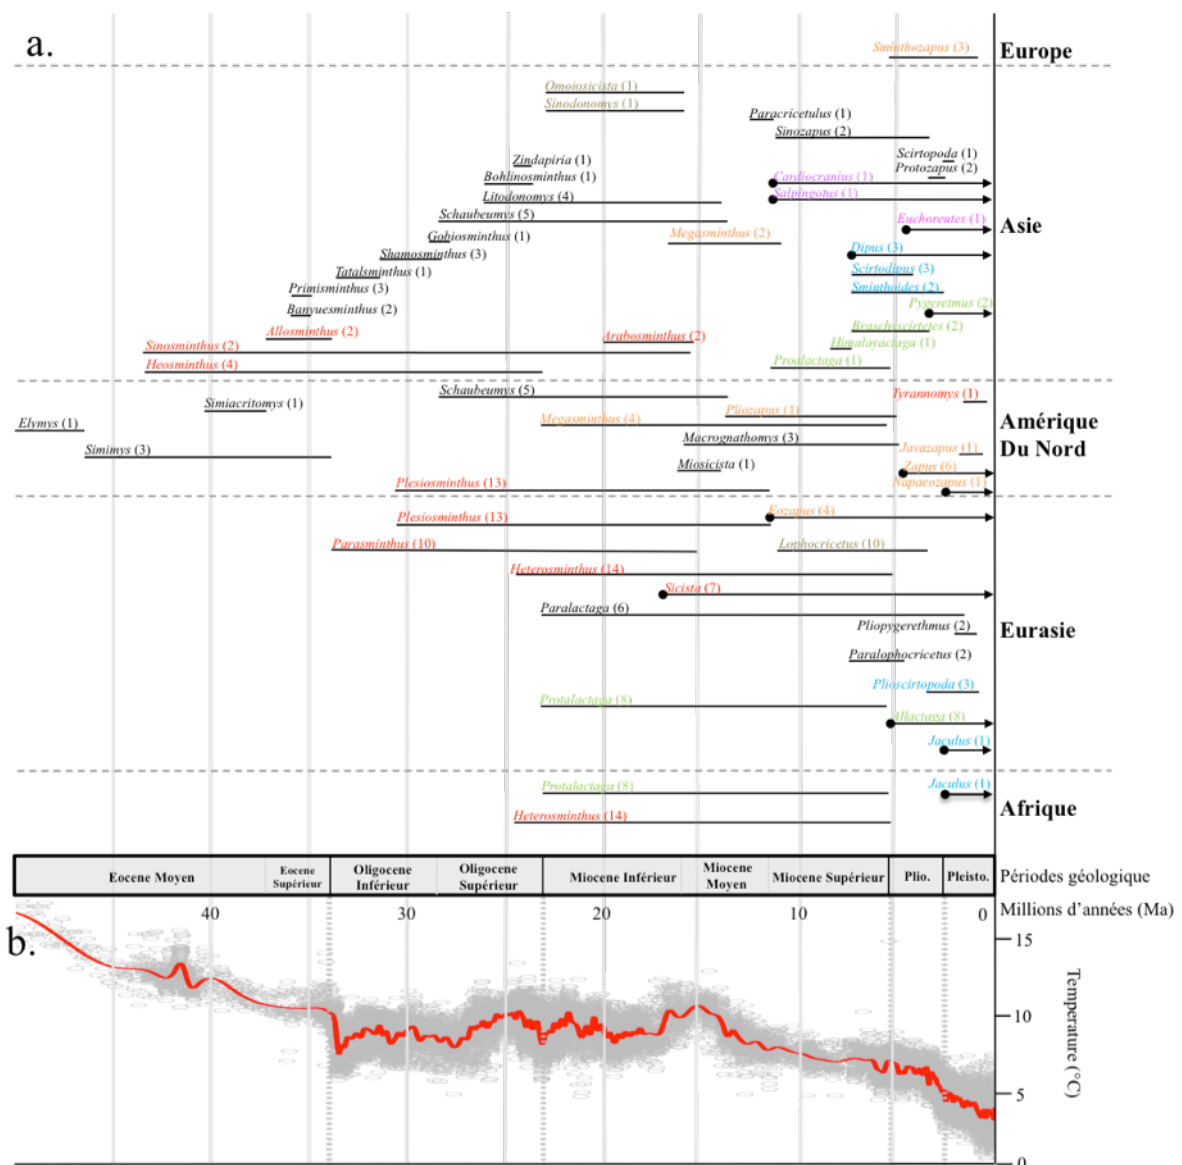 a.
Sminthozapus (3)
Europe
Omoiosicista (1)
Sinodonomys (1)
Paracricetulus (1)
Sinozapus (2)
Scirtopoda (1)
Zindapiria (1)
Protozapus (2)
Bohlinosminthus (1)
Cardiocranius (1)
Litodonomys (4)
Salpingotus (1)
Schaubeumys (5)
Euchoreutes (1)
Asie
Gobiosminthus (1)
Megasminthus (2)
Shamosminthus (3)
Dipus (3)
Tatalsminthus (1)
Scirtodipus (3)
Primisminthus (3)
Sminthoides (2)
Banyuesminthus (2)
Pygeretmus (2)
Allosminthus (2)
Brachyscirtetes (2)
Arabosminthus (2)
Himalayactaga (1)
Sinosminthus (2)
Heosminthus (4)
Proalactaga (1)
Schaubeumys (5)
Tyrannomys (1)
Simiacritomys (1)
Pliozapus (1)
Elymys (1)
Megasminthus (4)
Amérique
Du Nord
Macrognathomys (3)
Javazapus (1)
Simimys (3)
Miosicista (1)
Zapus (6)
Plesiosminthus (13)
Napaeozapus (1)
Plesiosminthus (13)
Eozapus (4)
Parasminthus (10)
Lophocricetus (10)
Heterosminthus (14)
Sicista (7)
Paralactaga (6)
Pliopygerethmus (2)
Eurasie
Paralophocricetus (2)
Plioscirtopoda (3)
Protalactaga (8)
Allactaga (8)
Jaculus (1)
Protalactaga (8)
Jaculus (1)
Afrique
Heterosminthus (14)
Eocene Moyen
Eocene
Supérieur
Oligocene
Inférieur
Oligocene
Supérieur
Miocene Inférieur
Miocene
Moyen
Miocene Supérieur
Plio.
Pleisto.
Périodes géologique
40 30 20 10 0 Millions d'années (Ma)
b.
15
10
5
0
Temperature (°C)